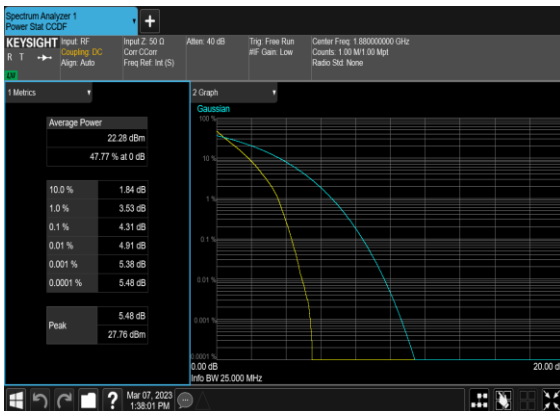 Spectrum Analyzer 1
Power Stat CCDF
+
KEYSIGHT
R T
LV
Input: RF
Coupling: DC
Align: Auto
Input Z: 50 Ω
Corr CCorr
Freq Ref: Int (S)
Atten: 40 dB
Trig: Free Run
#IF Gain: Low
Center Freq: 1.880000000 GHz
Counts: 1.00 M/1.00 Mpt
Radio Std: None
1 Metrics
Average Power
22.28 dBm
47.77 % at 0 dB
10.0 % 1.84 dB
1.0 % 3.53 dB
0.1 % 4.31 dB
0.01 % 4.91 dB
0.001 % 5.38 dB
0.0001 % 5.48 dB
Peak
5.48 dB
27.76 dBm
2 Graph
Gaussian
100 %
10 %
1 %
0.1 %
0.01 %
0.001 %
0.0001 %
0.00 dB
20.00 d
Info BW 25.000 MHz
?
Mar 07, 2023
1:38:01 PM